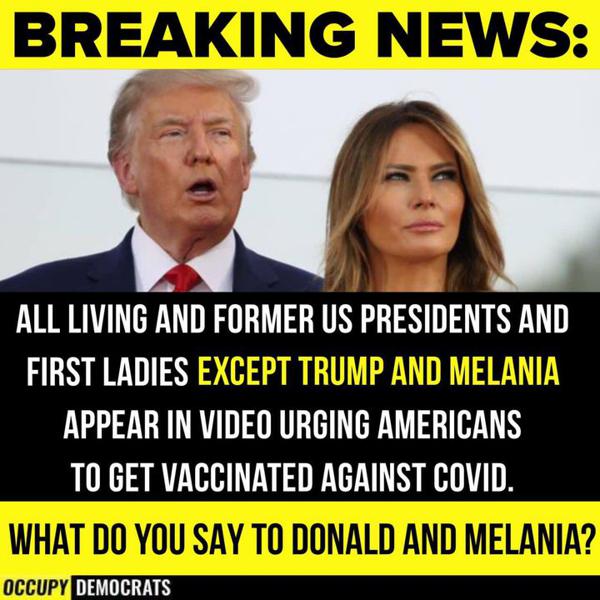 BREAKING NEWS:
ALL LIVING AND FORMER US PRESIDENTS AND
FIRST LADIES EXCEPT TRUMP AND MELANIA
APPEAR IN VIDEO URGING AMERICANS
TO GET VACCINATED AGAINST COVID.
WHAT DO YOU SAY TO DONALD AND MELANIA?
OCCUPY DEMOCRATS